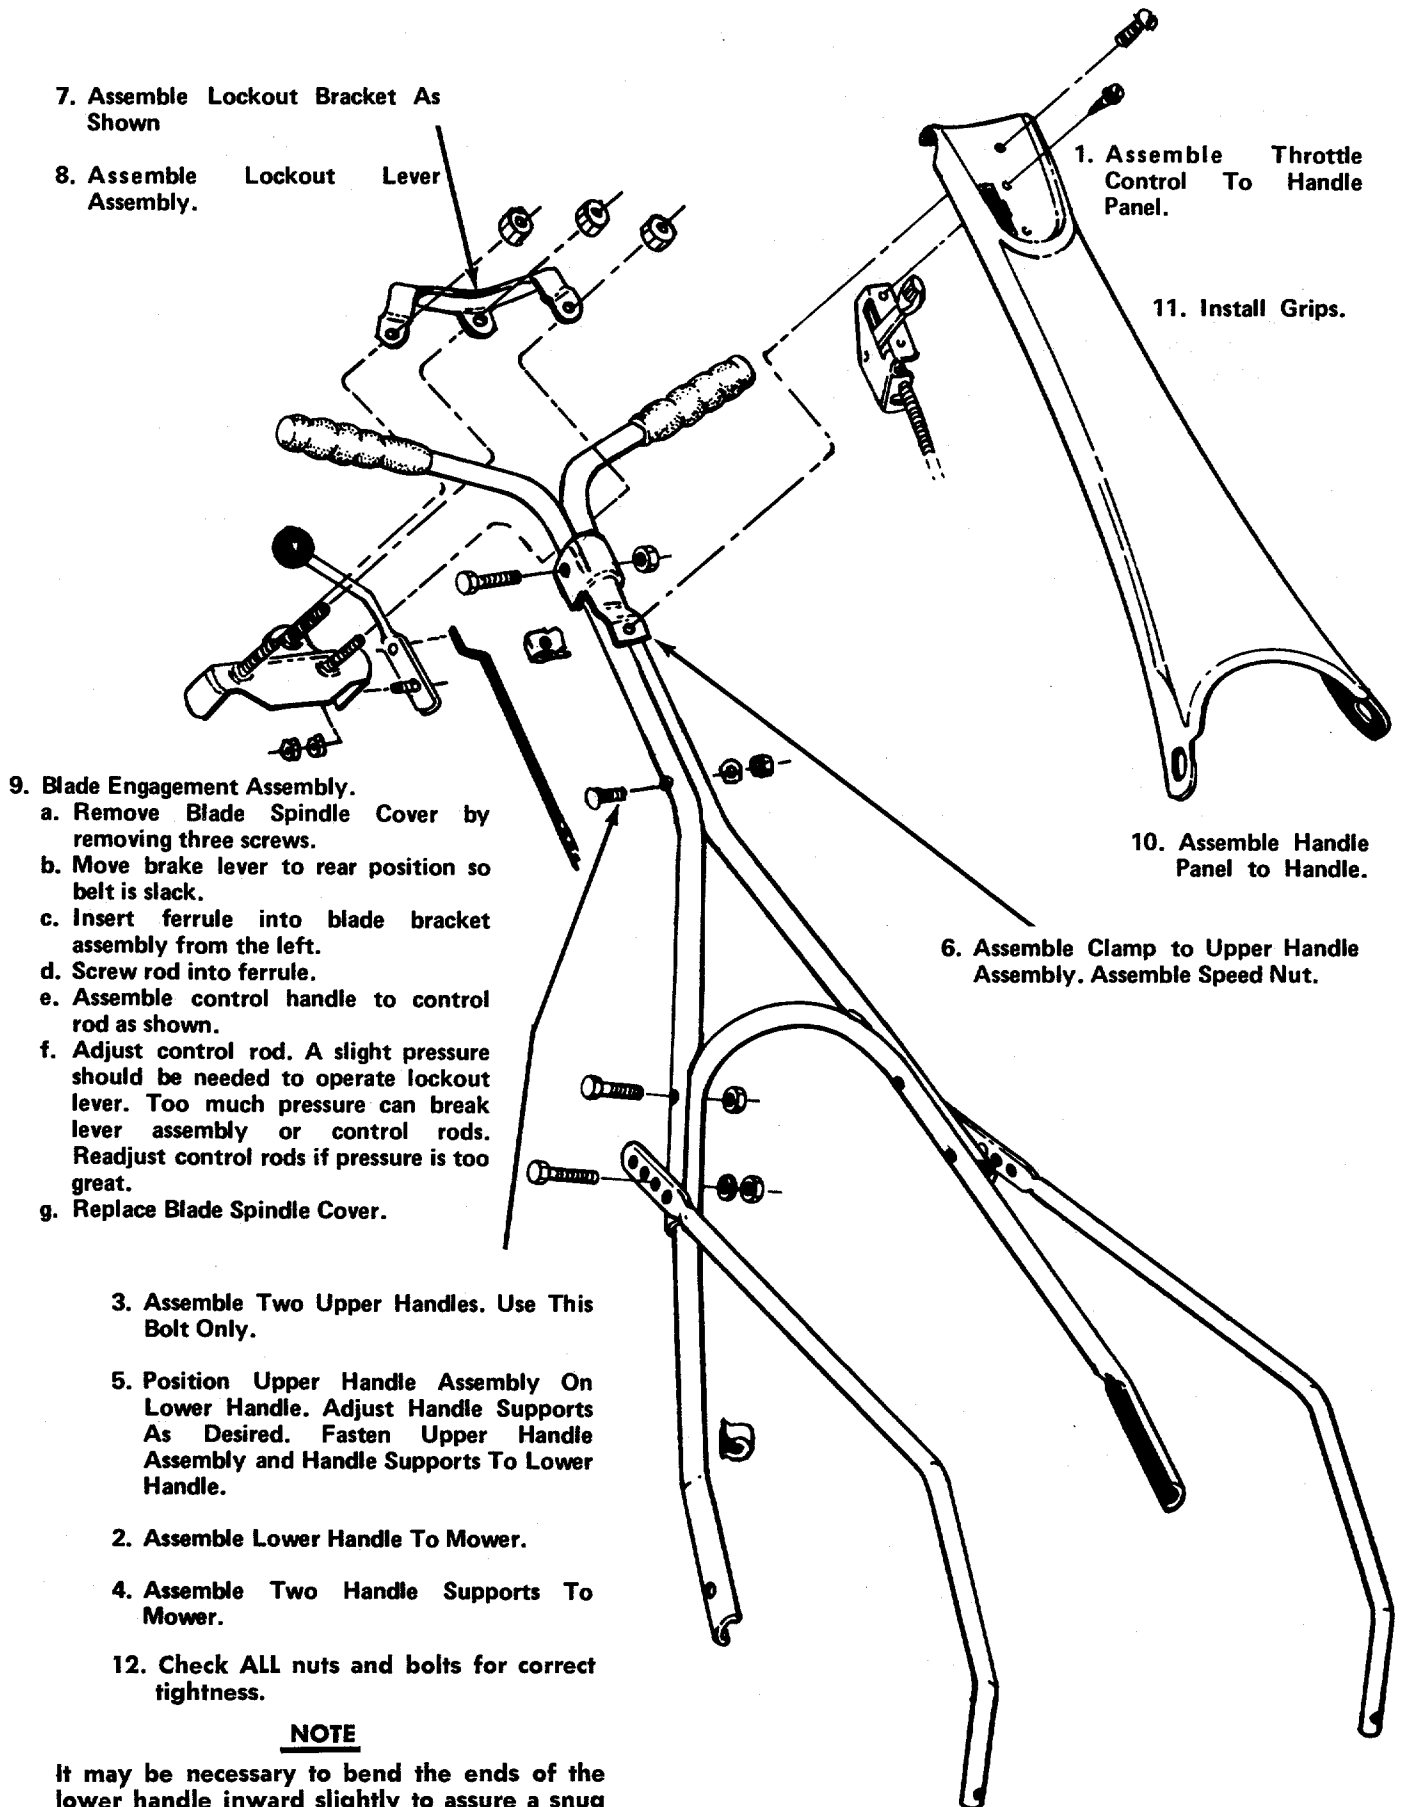 7. Assemble Lockout Bracket As
Shown
8. Assemble Lockout Lever
Assembly.
1. Assemble Throttle
Control To Handle
Panel.
11. Install Grips.
9. Blade Engagement Assembly.
a. Remove Blade Spindle Cover by
removing three screws.
b. Move brake lever to rear position so
belt is slack.
c. Insert ferrule into blade bracket
assembly from the left.
d. Screw rod into ferrule.
e. Assemble control handle to control
rod as shown.
f. Adjust control rod. A slight pressure
should be needed to operate lockout
lever. Too much pressure can break
lever assembly or control rods.
Readjust control rods if pressure is too
great.
g. Replace Blade Spindle Cover.
10. Assemble Handle
Panel to Handle.
6. Assemble Clamp to Upper Handle
Assembly. Assemble Speed Nut.
3. Assemble Two Upper Handles. Use This
Bolt Only.
5. Position Upper Handle Assembly On
Lower Handle. Adjust Handle Supports
As Desired. Fasten Upper Handle
Assembly and Handle Supports To Lower
Handle.
2. Assemble Lower Handle To Mower.
4. Assemble Two Handle Supports To
Mower.
12. Check ALL nuts and bolts for correct
tightness.
NOTE
It may be necessary to bend the ends of the
lower handle inward slightly to assure a snug